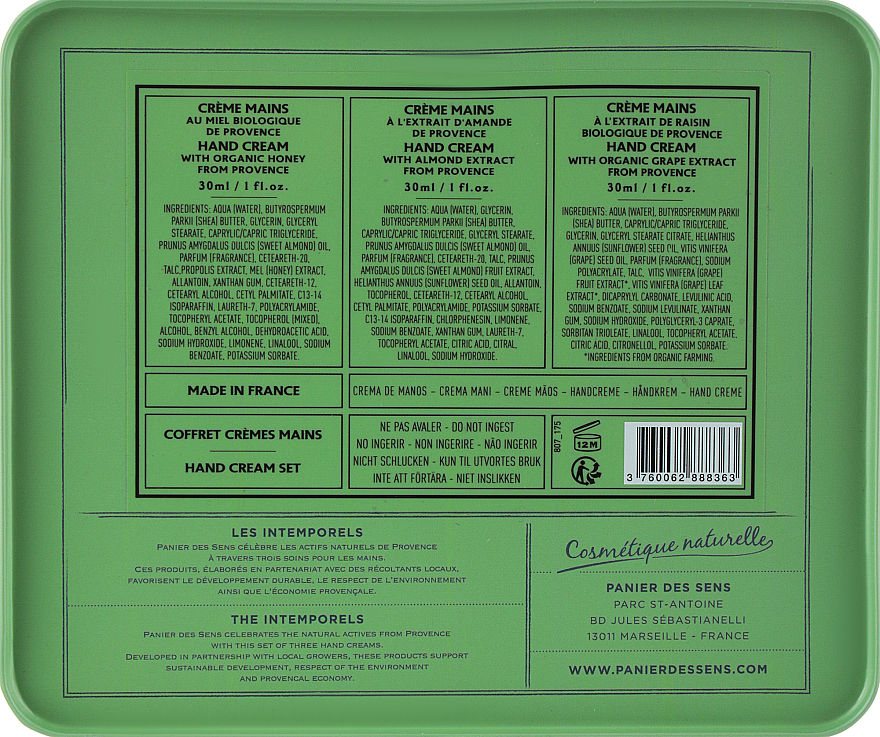 CRÈME MAINS
AU MIEL BIOLOGIQUE
DE PROVENCE
HAND CREAM
WITH ORGANIC HONEY
FROM PROVENCE
30ml / 1 fl.oz.
INGREDIENTS: AQUA (WATER), BUTYROSPERMUM
PARKII (SHEA) BUTTER, GLYCERIN, GLYCERYL
STEARATE, CAPRYLIC/CAPRIC TRIGLYCERIDE,
PRUNUS AMYGDALUS DULCIS (SWEET ALMOND) OIL,
PARFUM (FRAGRANCE), CETEARETH-20,
TALC,PROPOLIS EXTRACT, MEL (HONEY) EXTRACT,
ALLANTOIN, XANTHAN GUM, CETEARETH-12,
CETEARYL ALCOHOL, CETYL PALMITATE, C13-14
ISOPARAFFIN, LAURETH-7, POLYACRYLAMIDE,
TOCOPHERYL ACETATE, TOCOPHEROL (MIXED),
ALCOHOL, BENZYL ALCOHOL, DEHYDROACETIC ACID,
SODIUM HYDROXIDE, LIMONENE, LINALOOL, SODIUM
BENZOATE, POTASSIUM SORBATE.
CRÈME MAINS
À L'EXTRAIT D'AMANDE
DE PROVENCE
HAND CREAM
WITH ALMOND EXTRACT
FROM PROVENCE
30ml / 1 fl.oz.
INGREDIENTS: AQUA (WATER), GLYCERIN,
BUTYROSPERMUM PARKII (SHEA) BUTTER,
CAPRYLIC/CAPRIC TRIGLYCERIDE, GLYCERYL STEARATE,
PRUNUS AMYGDALUS DULCIS (SWEET ALMOND) OIL,
PARFUM (FRAGRANCE), CETEARETH-20, TALC, PRUNUS
AMYGDALUS DULCIS (SWEET ALMOND) FRUIT EXTRACT,
HELIANTHUS ANNUUS (SUNFLOWER) SEED OIL, ALLANTOIN,
TOCOPHEROL, CETEARETH-12, CETEARYL ALCOHOL,
CETYL PALMITATE, POLYACRYLAMIDE, POTASSIUM SORBATE,
C13-14 ISOPARAFFIN, CHLORPHENESIN, LIMONENE,
SODIUM BENZOATE, XANTHAN GUM, LAURETH-7,
TOCOPHERYL ACETATE, CITRIC ACID, CITRAL,
LINALOOL, SODIUM HYDROXIDE.
CRÈME MAINS
À L'EXTRAIT DE RAISIN
BIOLOGIQUE DE PROVENCE
HAND CREAM
WITH ORGANIC GRAPE EXTRACT
FROM PROVENCE
30ml / 1 fl.oz.
INGREDIENTS: AQUA (WATER), BUTYROSPERMUM PARKII
(SHEA) BUTTER, CAPRYLIC/CAPRIC TRIGLYCERIDE,
GLYCERIN, GLYCERYL STEARATE CITRATE, HELIANTHUS
ANNUUS (SUNFLOWER) SEED OIL, VITIS VINIFERA
(GRAPE) SEED OIL, PARFUM (FRAGRANCE), SODIUM
POLYACRYLATE, TALC, VITIS VINIFERA (GRAPE)
FRUIT EXTRACT*, VITIS VINIFERA (GRAPE) LEAF
EXTRACT*, DICAPRYLYL CARBONATE, LEVULINIC ACID,
SODIUM BENZOATE, SODIUM LEVULINATE, XANTHAN
GUM, SODIUM HYDROXIDE, POLYGLYCERYL-3 CAPRATE,
SORBITAN TRIOLEATE, LINALOOL, TOCOPHERYL ACETATE,
CITRIC ACID, CITRONELLOL, POTASSIUM SORBATE.
*INGREDIENTS FROM ORGANIC FARMING.
MADE IN FRANCE
CREMA DE MANOS – CREMA MANI – CREME MÃOS – HANDCREME – HÅNDKREM – HAND CREME
COFFRET CRÈMES MAINS
HAND CREAM SET
NE PAS AVALER - DO NOT INGEST
NO INGERIR - NON INGERIRE - NÃO INGERIR
NICHT SCHLUCKEN - KUN TIL UTVORTES BRUK
INTE ATT FÖRTÄRA - NIET INSLIKKEN
807_175
12M
3 760062 888363
LES INTEMPORELS
PANIER DES SENS CÉLÈBRE LES ACTIFS NATURELS DE PROVENCE
À TRAVERS TROIS SOINS POUR LES MAINS.
CES PRODUITS, ÉLABORÉS EN PARTENARIAT AVEC DES RÉCOLTANTS LOCAUX,
FAVORISENT LE DÉVELOPPEMENT DURABLE, LE RESPECT DE L'ENVIRONNEMENT
AINSI QUE L'ÉCONOMIE PROVENÇALE.
THE INTEMPORELS
PANIER DES SENS CELEBRATES THE NATURAL ACTIVES FROM PROVENCE
WITH THIS SET OF THREE HAND CREAMS.
DEVELOPED IN PARTNERSHIP WITH LOCAL GROWERS, THESE PRODUCTS SUPPORT
SUSTAINABLE DEVELOPMENT, RESPECT OF THE ENVIRONMENT
AND PROVENCAL ECONOMY.
Cosmétique naturelle
PANIER DES SENS
PARC ST-ANTOINE
BD JULES SÉBASTIANELLI
13011 MARSEILLE - FRANCE
WWW.PANIERDESSENS.COM